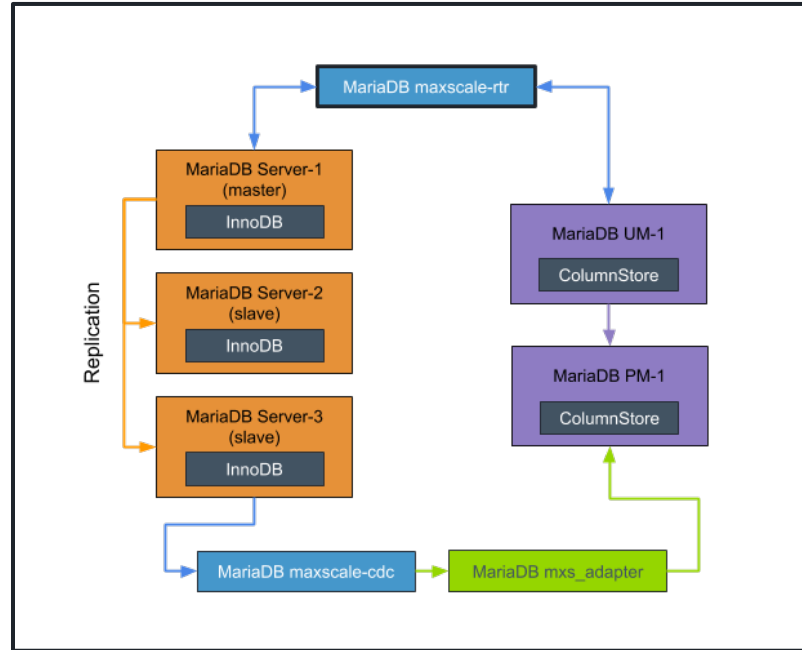 MariaDB maxscale-rtr
MariaDB Server-1
(master)
InnoDB
MariaDB Server-2
(slave)
InnoDB
MariaDB Server-3
(slave)
InnoDB
Replication
MariaDB UM-1
ColumnStore
MariaDB PM-1
ColumnStore
MariaDB maxscale-cdc
MariaDB mxs_adapter